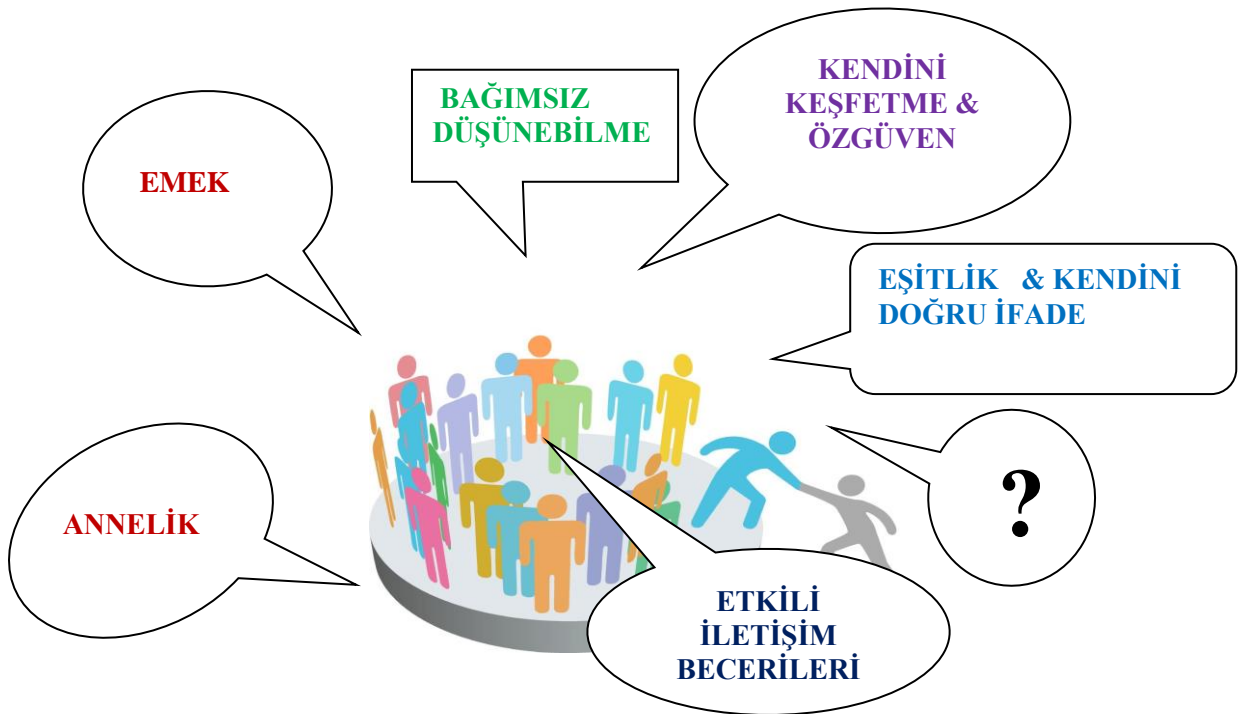 KENDİNİ
KEŞFETME &
ÖZGÜVEN
BAĞIMSIZ
DÜŞÜNEBİLME
EMEK
EŞİTLİK & KENDİNİ
DOĞRU İFADE
?
ANNELİK
ETKİLİ
İLETİŞİM
BECERİLERİ